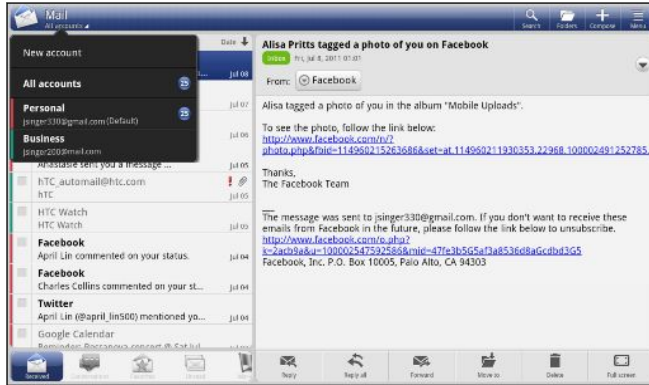 Mail
All accounts
Search
Folders
Compose
Menu
New account
All accounts
25
Personal
jsinger330@gmail.com (Default)
25
Business
jsinger200@mail.com
Date
Jul 08
Jul 07
Jul 06
Anastasie sent you a message ...
Jul 05
hTC_automail@htc.com
hTC
Jul 05
HTC Watch
HTC Watch
Jul 05
Facebook
April Lin commented on your status.
Jul 04
Facebook
Charles Collins commented on your st...
Jul 04
Twitter
April Lin (@april_lin500) mentioned yo...
Jul 04
Google Calendar
Received
Alisa Pritts tagged a photo of you on Facebook
Inbox Fri, Jul 8, 2011 01:01
From: Facebook
Alisa tagged a photo of you in the album "Mobile Uploads".
To see the photo, follow the link below:
http://www.facebook.com/n/?
photo.php&fbid=114960215263686&set=at.114960211930353.22968.100002491252785.
Thanks,
The Facebook Team
The message was sent to jsinger330@gmail.com. If you don't want to receive these
emails from Facebook in the future, please follow the link below to unsubscribe.
http://www.facebook.com/o.php?
k=2acb9a&u=100002547592586&mid=47fe3b5G5af3a8536d8aGcdbd3G5
Facebook, Inc. P.O. Box 10005, Palo Alto, CA 94303
Reply
Reply all
Forward
Move to
Delete
Full screen